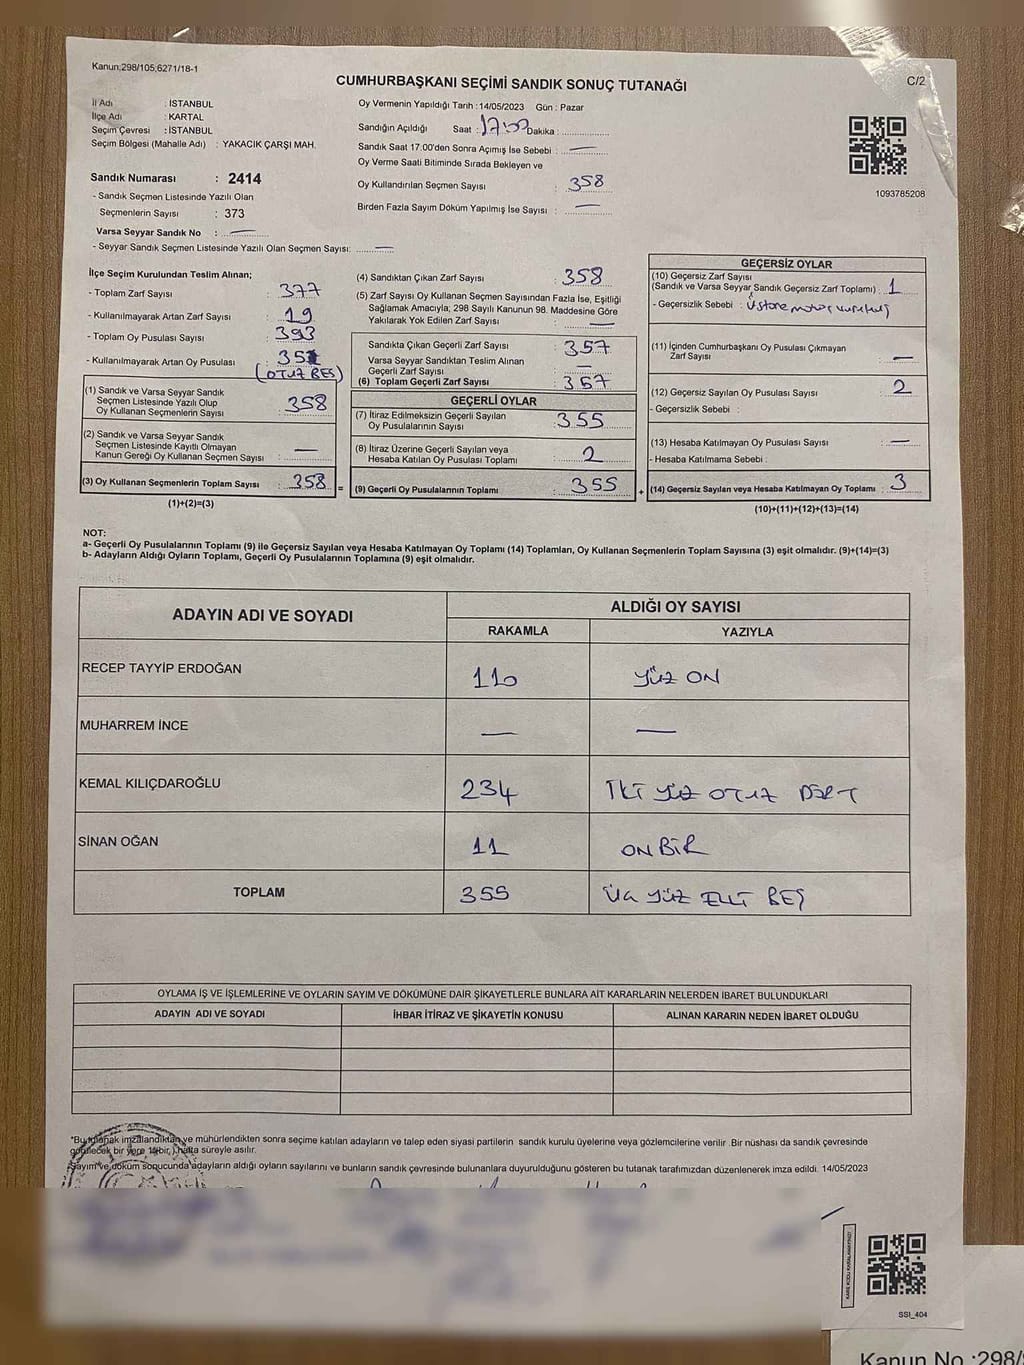 Kanun;298/105,6271/18-1
CUMHURBAŞKANI SEÇİMİ SANDIK SONUÇ TUTANAĞI
C/2
İl Adı : İSTANBUL
İlçe Adı : KARTAL
Seçim Çevresi : İSTANBUL
Seçim Bölgesi (Mahalle Adı) : YAKACIK ÇARŞI MAH.
Sandık Numarası : 2414
- Sandık Seçmen Listesinde Yazılı Olan
Seçmenlerin Sayısı : 373
Varsa Seyyar Sandık No : —
- Seyyar Sandık Seçmen Listesinde Yazılı Olan Seçmen Sayısı: —
Oy Vermenin Yapıldığı Tarih : 14/05/2023 Gün : Pazar
Sandığın Açıldığı Saat : 17:00 Dakika :
Sandık Saat 17:00'den Sonra Açımış İse Sebebi : —
Oy Verme Saati Bitiminde Sırada Bekleyen ve
Oy Kullandırılan Seçmen Sayısı : 358
Birden Fazla Sayım Döküm Yapılmış İse Sayısı : —
1093785208
İlçe Seçim Kurulundan Teslim Alınan;
- Toplam Zarf Sayısı : 377
- Kullanılmayarak Artan Zarf Sayısı : 19
- Toplam Oy Pusulası Sayısı : 393
- Kullanılmayarak Artan Oy Pusulası :
(OTUZ BEŞ)
(1) Sandık ve Varsa Seyyar Sandık
Seçmen Listesinde Yazılı Olup
Oy Kullanan Seçmenlerin Sayısı : 358
(2) Sandık ve Varsa Seyyar Sandık
Seçmen Listesinde Kayıtlı Olmayan
Kanun Gereği Oy Kullanan Seçmen Sayısı : —
(3) Oy Kullanan Seçmenlerin Toplam Sayısı : 358 =
(1)+(2)=(3)
(4) Sandıktan Çıkan Zarf Sayısı : 358
(5) Zarf Sayısı Oy Kullanan Seçmen Sayısından Fazla İse, Eşitliği
Sağlamak Amacıyla; 298 Sayılı Kanunun 98. Maddesine Göre
Yakılarak Yok Edilen Zarf Sayısı : —
Sandıkta Çıkan Geçerli Zarf Sayısı : 357
Varsa Seyyar Sandıktan Teslim Alınan
Geçerli Zarf Sayısı : —
(6) Toplam Geçerli Zarf Sayısı : 357
GEÇERLİ OYLAR
(7) İtiraz Edilmeksizin Geçerli Sayılan
Oy Pusulalarının Sayısı : 355
(8) İtiraz Üzerine Geçerli Sayılan veya
Hesaba Katılan Oy Pusulası Toplamı : 2
(9) Geçerli Oy Pusulalarının Toplamı : 355 +
GEÇERSİZ OYLAR
(10) Geçersiz Zarf Sayısı
(Sandık ve Varsa Seyyar Sandık Geçersiz Zarf Toplamı) : 1
- Geçersizlik Sebebi :
(11) İçinden Cumhurbaşkanı Oy Pusulası Çıkmayan
Zarf Sayısı : —
(12) Geçersiz Sayılan Oy Pusulası Sayısı : 2
- Geçersizlik Sebebi :
(13) Hesaba Katılmayan Oy Pusulası Sayısı : —
- Hesaba Katılmama Sebebi :
(14) Geçersiz Sayılan veya Hesaba Katılmayan Oy Toplamı : 3
(10)+(11)+(12)+(13)=(14)
NOT:
a- Geçerli Oy Pusulalarının Toplamı (9) ile Geçersiz Sayılan veya Hesaba Katılmayan Oy Toplamı (14) Toplamları, Oy Kullanan Seçmenlerin Toplam Sayısına (3) eşit olmalıdır. (9)+(14)=(3)
b- Adayların Aldığı Oyların Toplamı, Geçerli Oy Pusulalarının Toplamına (9) eşit olmalıdır.
ADAYIN ADI VE SOYADI
ALDIĞI OY SAYISI
RAKAMLA YAZIYLA
RECEP TAYYİP ERDOĞAN 110 YÜZ ON
MUHARREM İNCE — —
KEMAL KILIÇDAROĞLU 234 İKİ YÜZ OTUZ DÖRT
SİNAN OĞAN 11 ON BİR
TOPLAM 355 ÜÇ YÜZ ELLİ BEŞ
OYLAMA İŞ VE İŞLEMLERİNE VE OYLARIN SAYIM VE DÖKÜMÜNE DAİR ŞİKAYETLERLE BUNLARA AİT KARARLARIN NELERDEN İBARET BULUNDUKLARI
ADAYIN ADI VE SOYADI İHBAR İTİRAZ VE ŞİKAYETİN KONUSU ALINAN KARARIN NEDEN İBARET OLDUĞU
*Bu tutanak imzalandıktan ve mühürlendikten sonra seçime katılan adayların ve talep eden siyasi partilerin sandık kurulu üyelerine veya gözlemcilerine verilir .Bir nüshası da sandık çevresinde
görülecek bir yere 1(bir ) hafta süreyle asılır.
Sayım ve döküm sonucunda adayların aldığı oyların sayılarını ve bunların sandık çevresinde bulunanlara duyurulduğunu gösteren bu tutanak tarafımızdan düzenlenerek imza edildi. 14/05/2023
KARE KODU KARALAMAYINIZ!
SSI_404
Kanun No :298/